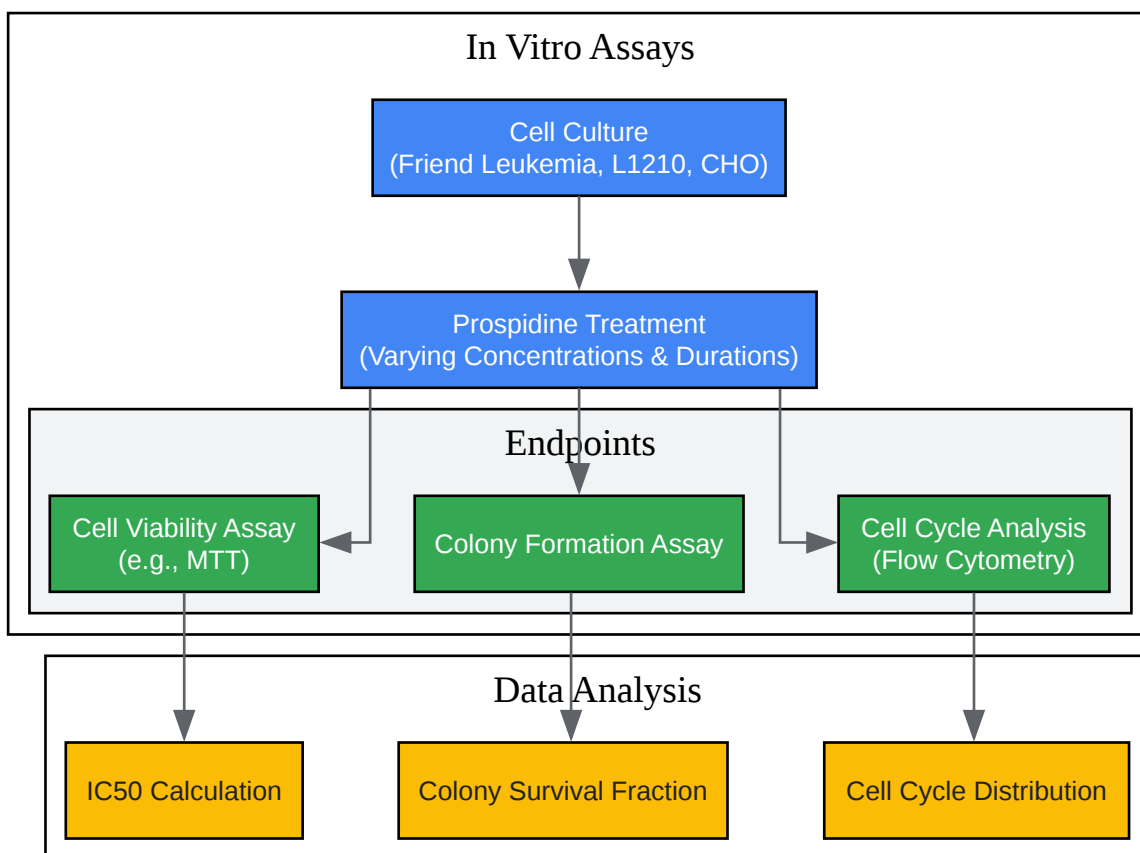 In Vitro Assays
Cell Culture
(Friend Leukemia, L1210, CHO)
Prospidine Treatment
(Varying Concentrations & Durations)
Endpoints
Cell Viability Assay
(e.g., MTT)
Colony Formation Assay
Cell Cycle Analysis
(Flow Cytometry)
Data Analysis
IC50 Calculation
Colony Survival Fraction
Cell Cycle Distribution